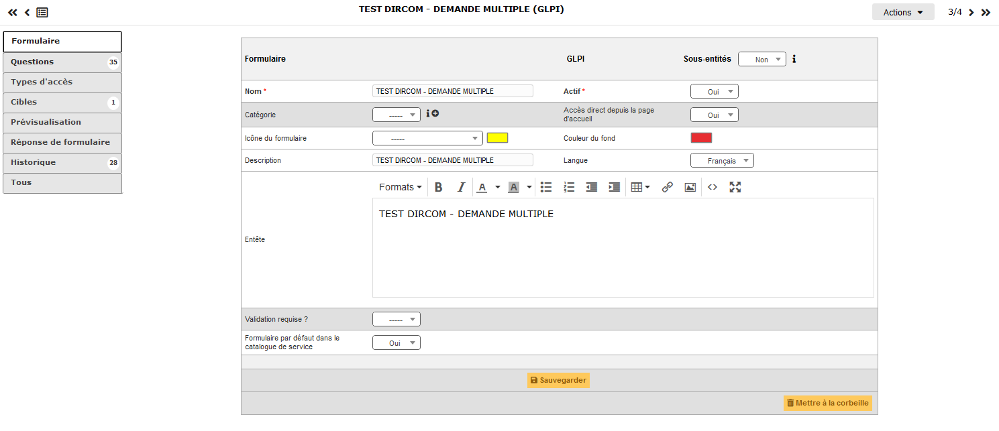 TEST DIRCOM - DEMANDE MULTIPLE (GLPI)
Actions
3/4
Formulaire
Questions 35
Types d'accès
Cibles 1
Prévisualisation
Réponse de formulaire
Historique 28
Tous
Formulaire GLPI Sous-entités Non
Nom * TEST DIRCOM - DEMANDE MULTIPLE Actif * Oui
Catégorie ----- Accès direct depuis la page
d'accueil Oui
Icône du formulaire ----- Couleur du fond
Description TEST DIRCOM - DEMANDE MULTIPLE Langue Français
Formats B I A A
Entête
TEST DIRCOM - DEMANDE MULTIPLE
Validation requise ? -----
Formulaire par défaut dans le
catalogue de service Oui
Sauvegarder
Mettre à la corbeille